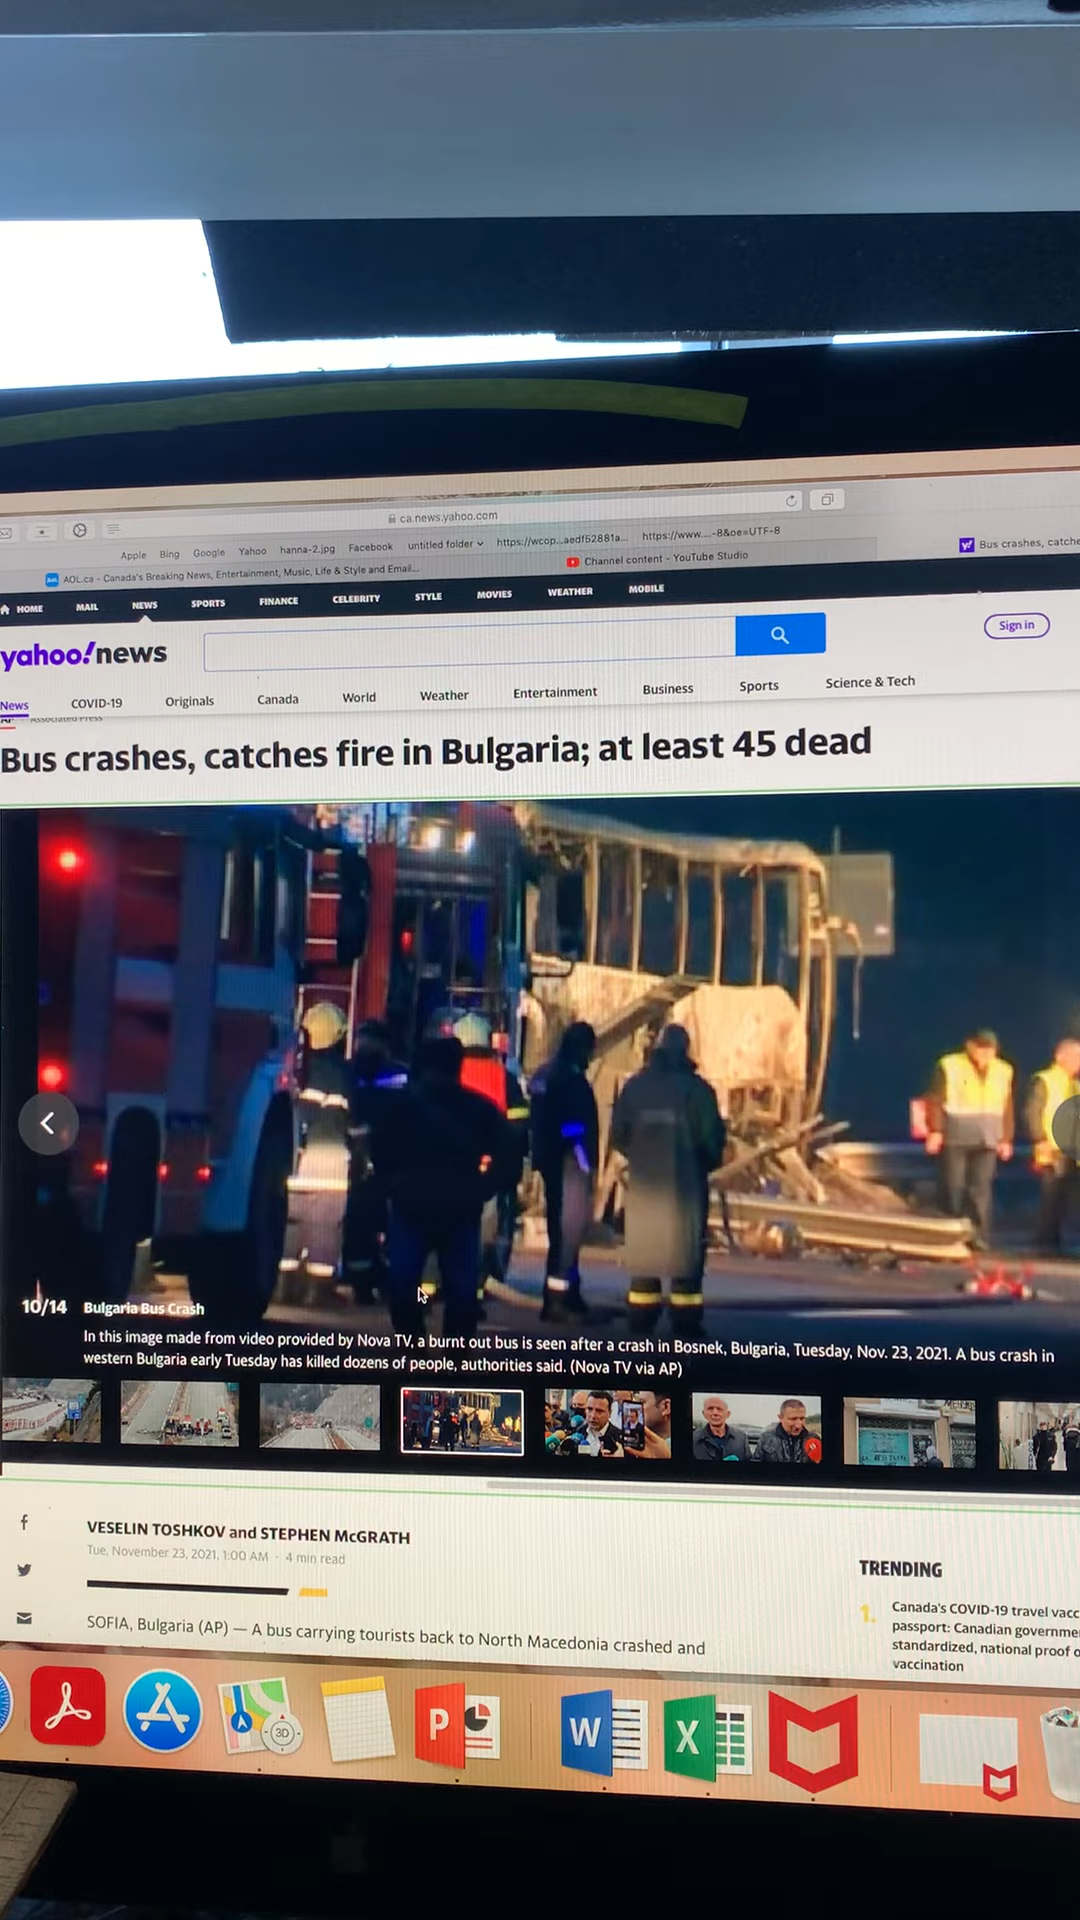 ca.news.yahoo.com
Apple Bing Google Yahoo hanna-2.jpg Facebook untitled folder https://wcop...aedf52881a... https://www....-8&oe=UTF-8
AOL.ca - Canada's Breaking News, Entertainment, Music, Life & Style and Email...
Channel content - YouTube Studio
Bus crashes, catche
HOME MAIL NEWS SPORTS FINANCE CELEBRITY STYLE MOVIES WEATHER MOBILE
yahoo!news
Sign in
News COVID-19 Originals Canada World Weather Entertainment Business Sports Science & Tech
AP Associated Press
Bus crashes, catches fire in Bulgaria; at least 45 dead
10/14 Bulgaria Bus Crash
In this image made from video provided by Nova TV, a burnt out bus is seen after a crash in Bosnek, Bulgaria, Tuesday, Nov. 23, 2021. A bus crash in
western Bulgaria early Tuesday has killed dozens of people, authorities said. (Nova TV via AP)
VESELIN TOSHKOV and STEPHEN McGRATH
Tue, November 23, 2021, 1:00 AM · 4 min read
SOFIA, Bulgaria (AP) — A bus carrying tourists back to North Macedonia crashed and
TRENDING
1. Canada's COVID-19 travel vacc
passport: Canadian governme
standardized, national proof o
vaccination
3D
P
W
X